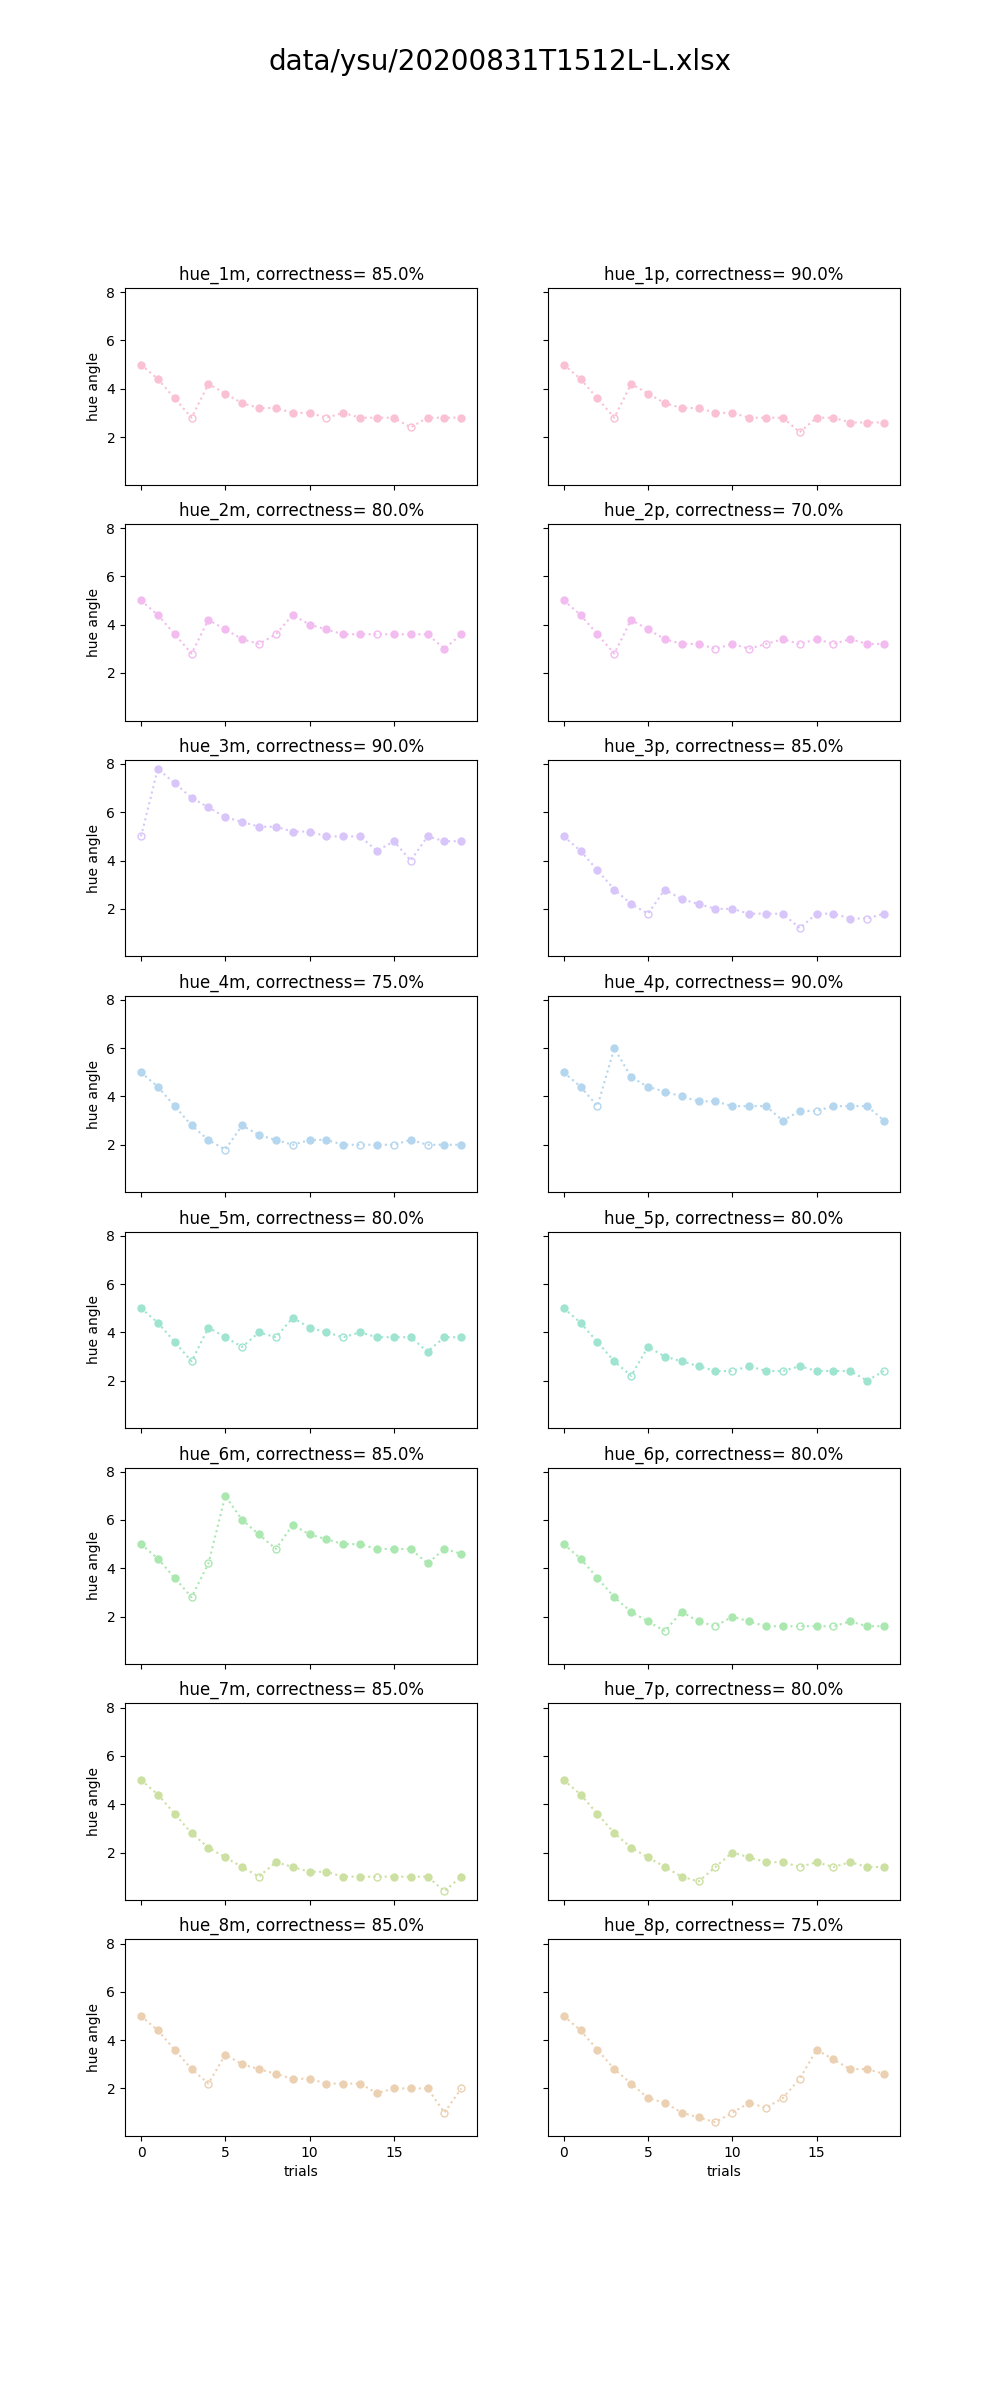 data/ysu/20200831T1512L-L.xlsx
hue_1m, correctness= 85.0%
hue_1p, correctness= 90.0%
8
6
4
2
hue angle
hue_2m, correctness= 80.0%
hue_2p, correctness= 70.0%
8
6
4
2
hue angle
hue_3m, correctness= 90.0%
hue_3p, correctness= 85.0%
8
6
4
2
hue angle
hue_4m, correctness= 75.0%
hue_4p, correctness= 90.0%
8
6
4
2
hue angle
hue_5m, correctness= 80.0%
hue_5p, correctness= 80.0%
8
6
4
2
hue angle
hue_6m, correctness= 85.0%
hue_6p, correctness= 80.0%
8
6
4
2
hue angle
hue_7m, correctness= 85.0%
hue_7p, correctness= 80.0%
8
6
4
2
hue angle
hue_8m, correctness= 85.0%
hue_8p, correctness= 75.0%
8
6
4
2
hue angle
0 5 10 15
trials
0 5 10 15
trials